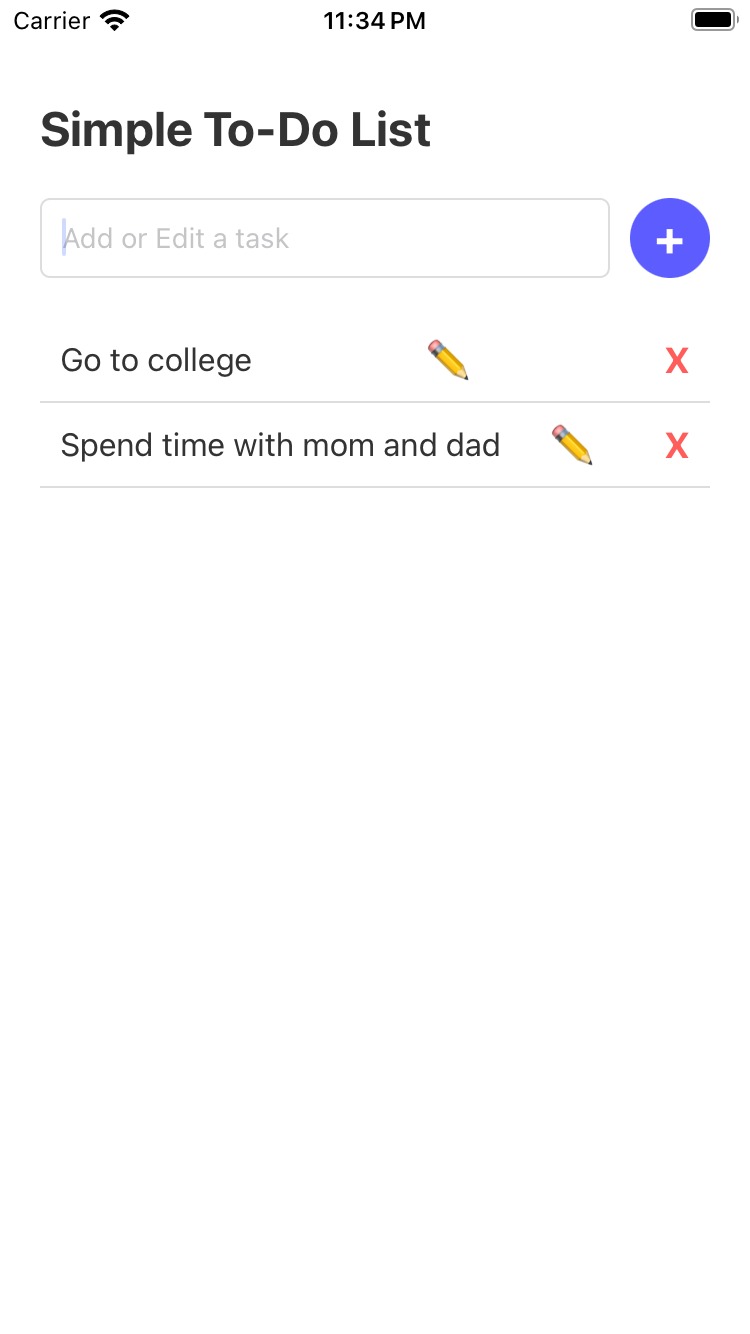 Carrier 11:34 PM
Simple To-Do List
Add or Edit a task +
Go to college X
Spend time with mom and dad X